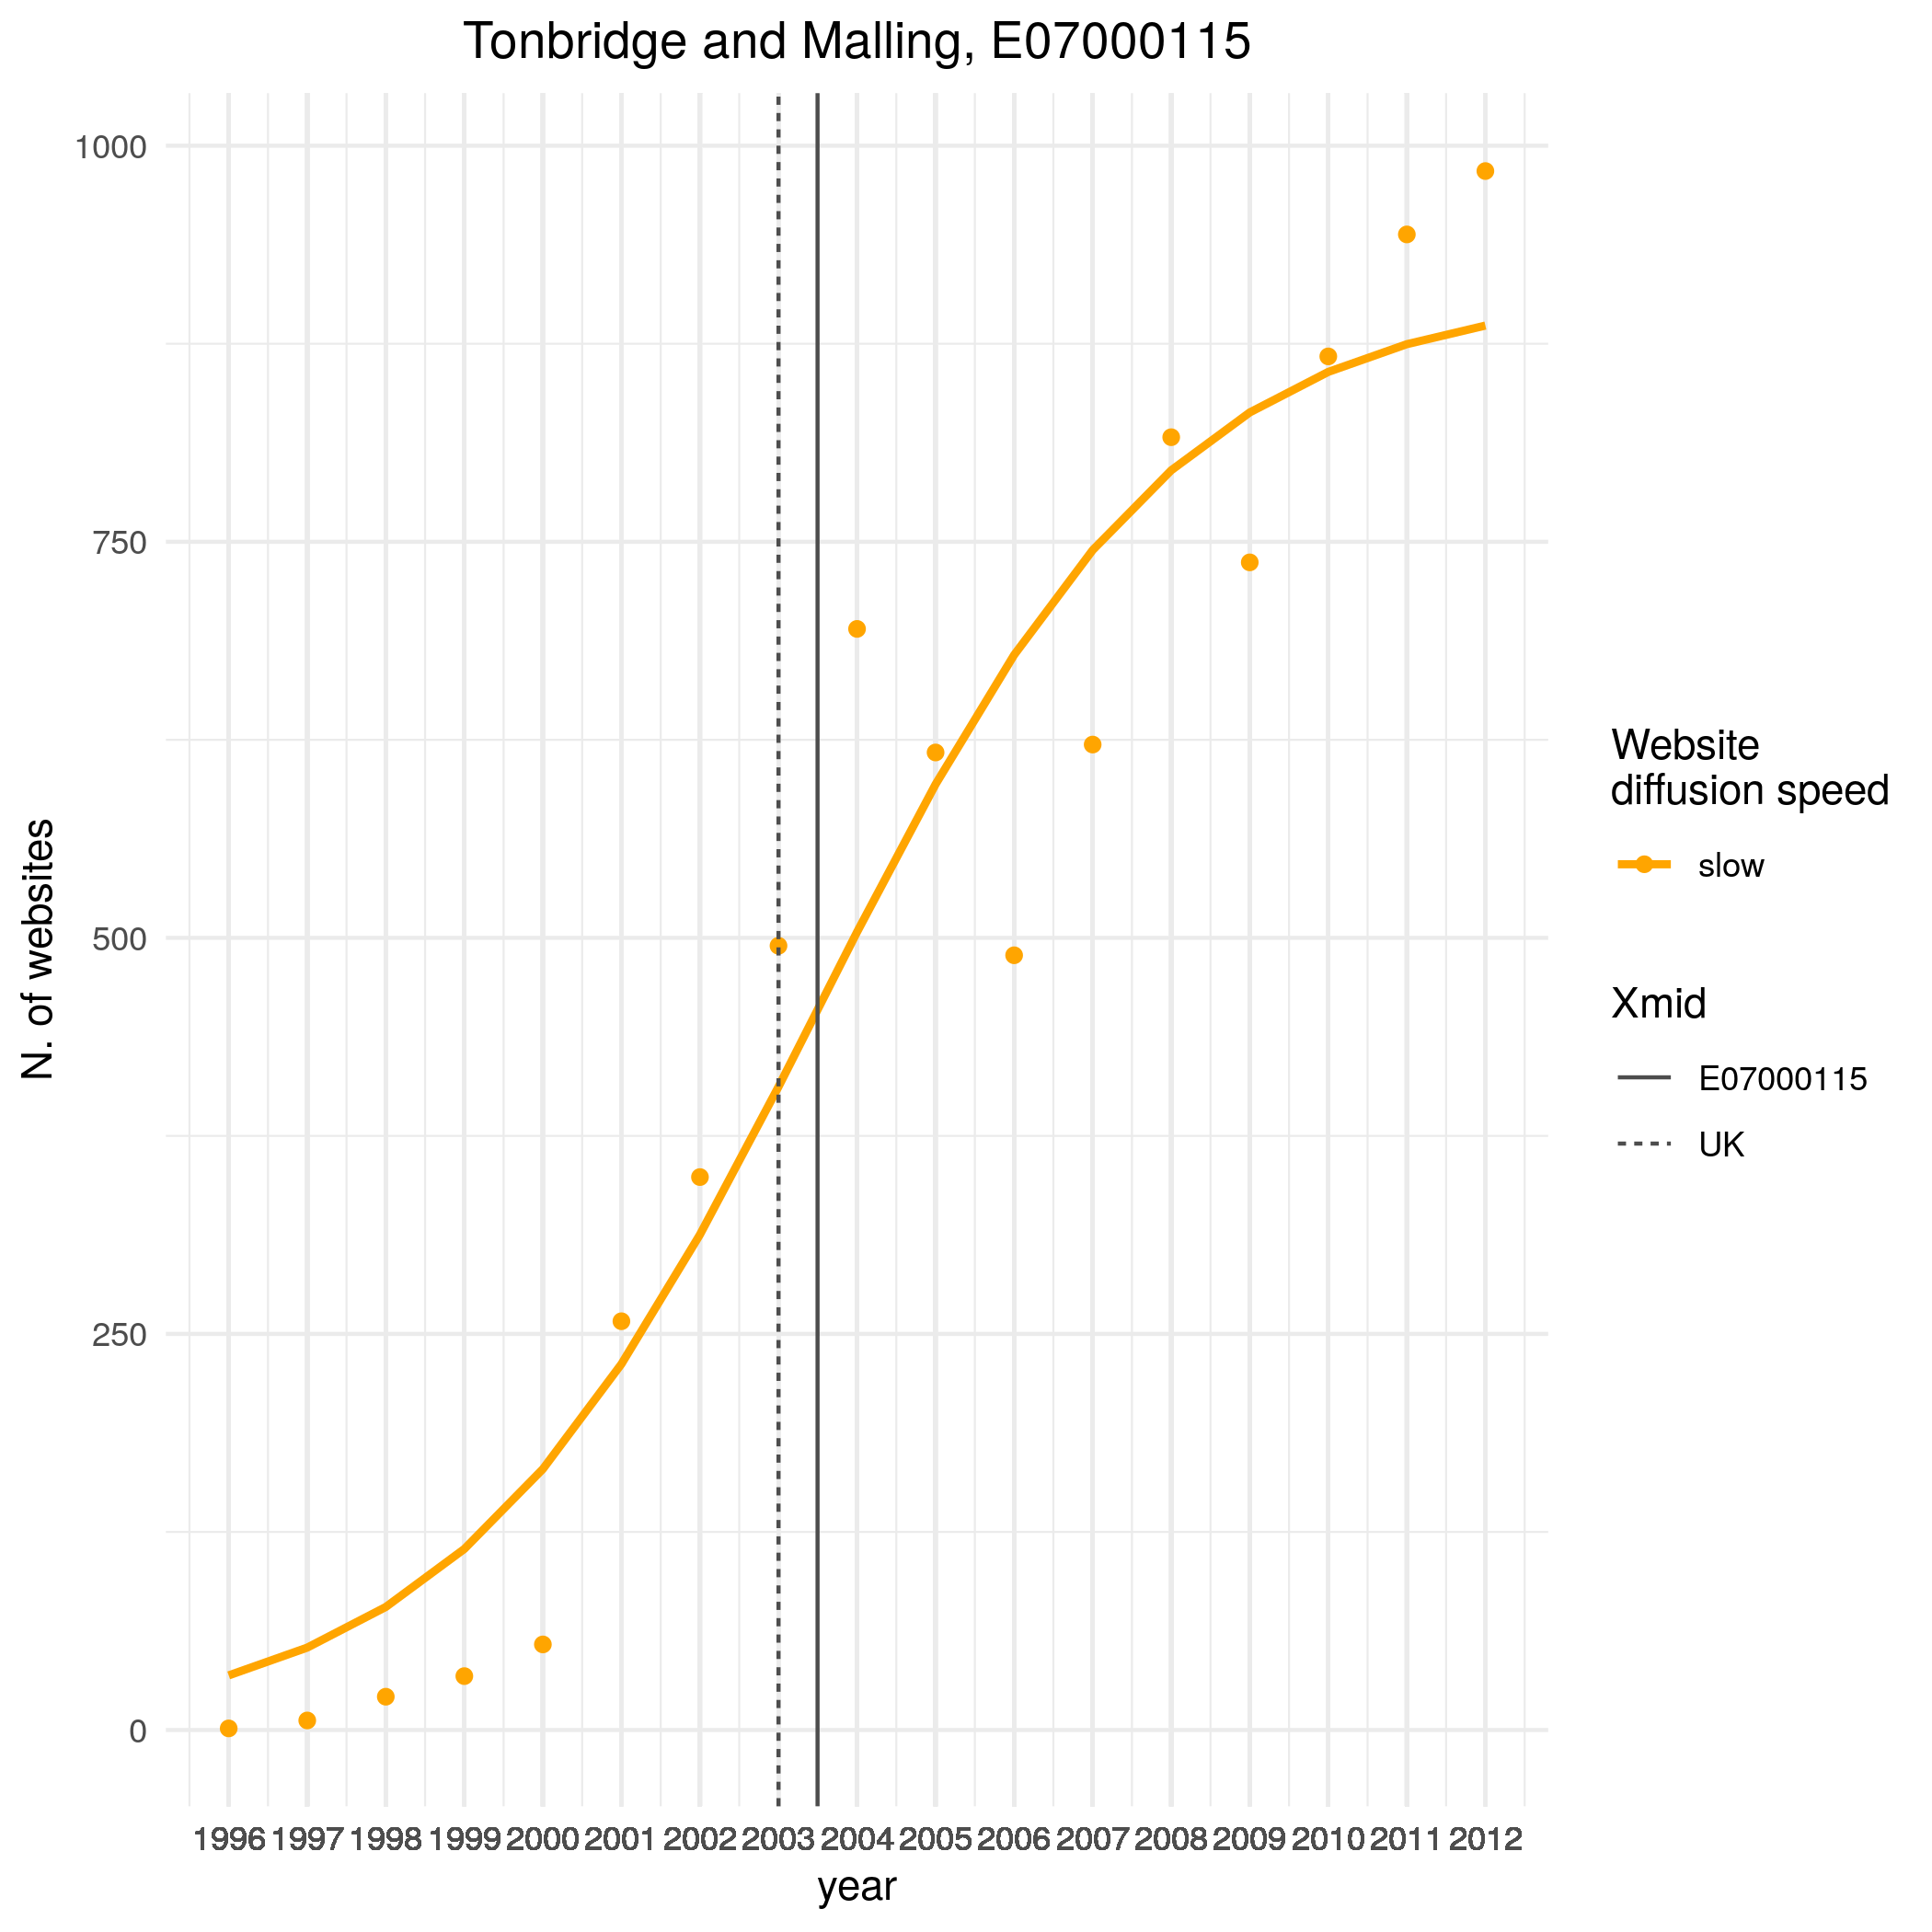 Tonbridge and Malling, E07000115
1000
750
500
250
0
N. of websites
1996 1997 1998 1999 2000 2001 2002 2003 2004 2005 2006 2007 2008 2009 2010 2011 2012
year
Website
diffusion speed
slow
Xmid
E07000115
UK